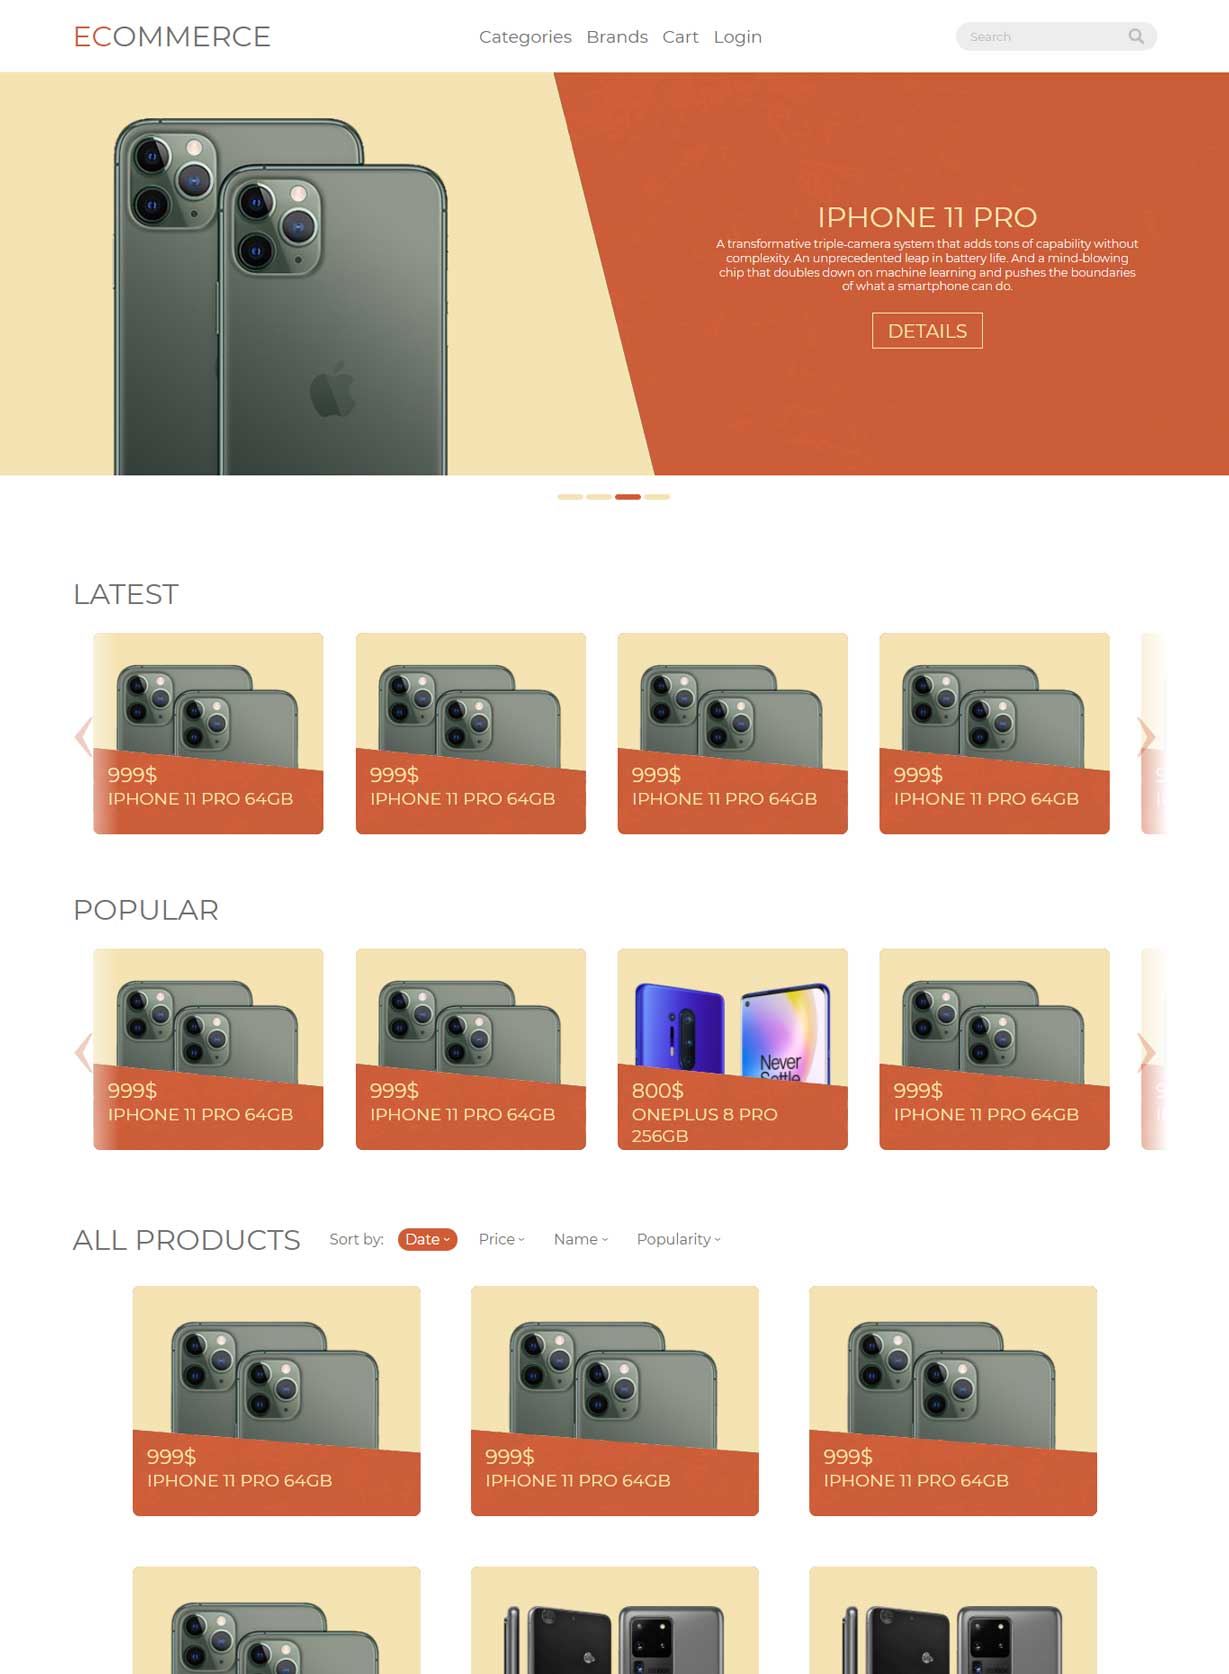 ECOMMERCE
Categories Brands Cart Login
Search
IPHONE 11 PRO
A transformative triple-camera system that adds tons of capability without
complexity. An unprecedented leap in battery life. And a mind-blowing
chip that doubles down on machine learning and pushes the boundaries
of what a smartphone can do.
DETAILS
LATEST
999$
IPHONE 11 PRO 64GB
999$
IPHONE 11 PRO 64GB
999$
IPHONE 11 PRO 64GB
999$
IPHONE 11 PRO 64GB
POPULAR
999$
IPHONE 11 PRO 64GB
999$
IPHONE 11 PRO 64GB
Never
Settle
800$
ONEPLUS 8 PRO
256GB
999$
IPHONE 11 PRO 64GB
ALL PRODUCTS
Sort by: Date Price Name Popularity
999$
IPHONE 11 PRO 64GB
999$
IPHONE 11 PRO 64GB
999$
IPHONE 11 PRO 64GB